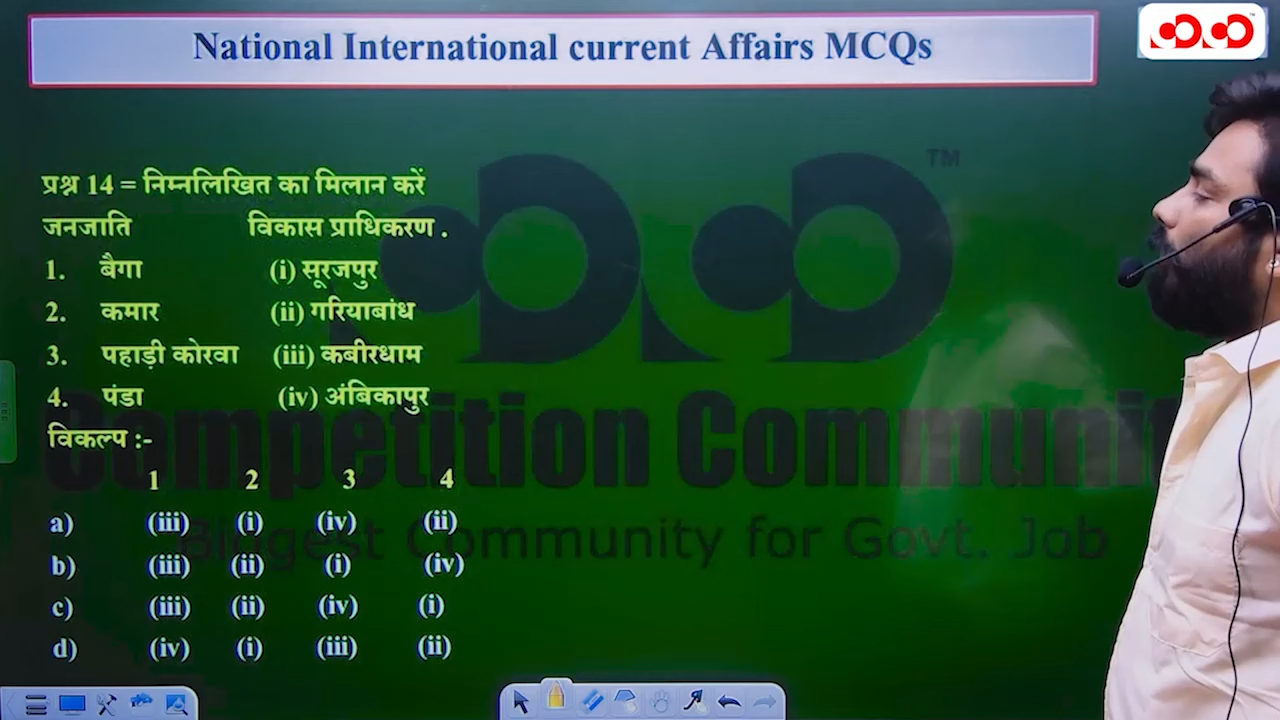 National International current Affairs MCQs
TM
प्रश्न 14 = निम्नलिखित का मिलान करें
जनजाति विकास प्राधिकरण .
1. बैगा (i) सूरजपुर
2. कमार (ii) गरियाबांध
3. पहाड़ी कोरवा (iii) कबीरधाम
4. पंडा (iv) अंबिकापुर
Competition Communit
विकल्प :-
1 2 3 4
a) (iii) (i) (iv) (ii)
Biggest Community for Govt. Job
b) (iii) (ii) (i) (iv)
c) (iii) (ii) (iv) (i)
d) (iv) (i) (iii) (ii)